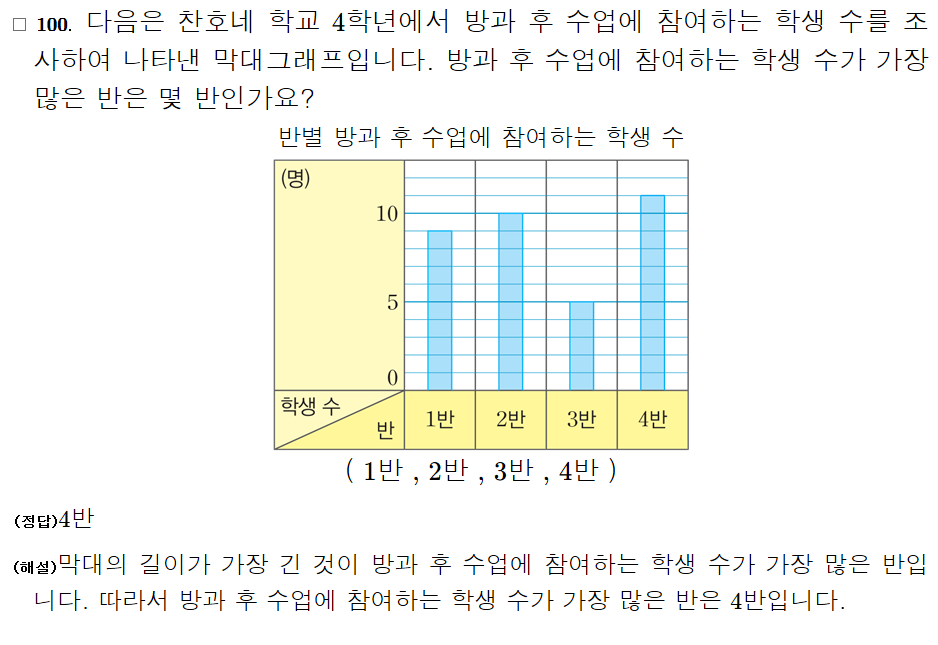 □ 100. 다음은 찬호네 학교 4학년에서 방과 후 수업에 참여하는 학생 수를 조
사하여 나타낸 막대그래프입니다. 방과 후 수업에 참여하는 학생 수가 가장
많은 반은 몇 반인가요?
반별 방과 후 수업에 참여하는 학생 수
(명)
10
5
0
학생 수
반
1반 2반 3반 4반
( 1반 , 2반 , 3반 , 4반 )
(정답)4반
(해설)막대의 길이가 가장 긴 것이 방과 후 수업에 참여하는 학생 수가 가장 많은 반입
니다. 따라서 방과 후 수업에 참여하는 학생 수가 가장 많은 반은 4반입니다.